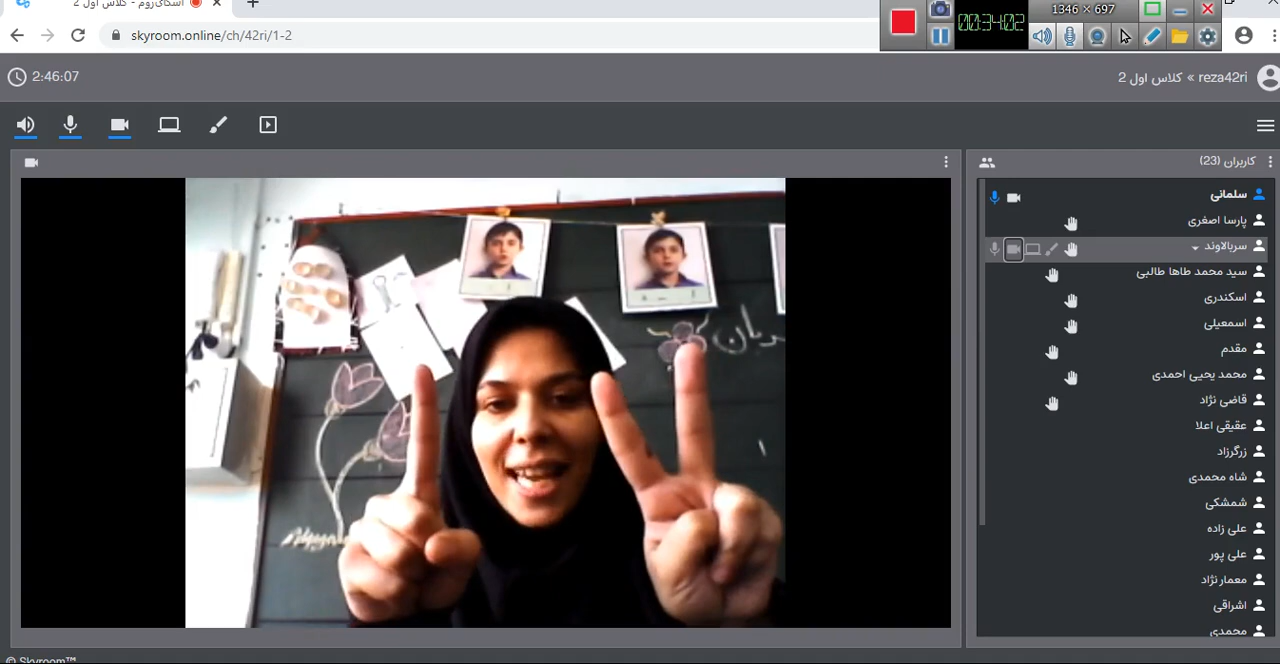 اسکای‌روم - کلاس اول 2
1346 × 697
00:34:02
skyroom.online/ch/42ri/1-2
2:46:07
reza42ri » کلاس اول 2
کاربران (23)
سلمانی
پارسا اصغری
سربالاوند
سید محمد طاها طالبی
اسکندری
اسمعیلی
مقدم
محمد یحیی احمدی
قاضی نژاد
عقیقی اعلا
زرگرزاد
شاه محمدی
شمشکی
علی زاده
علی پور
معمار نژاد
اشراقی
محمدی
© Skyroom™